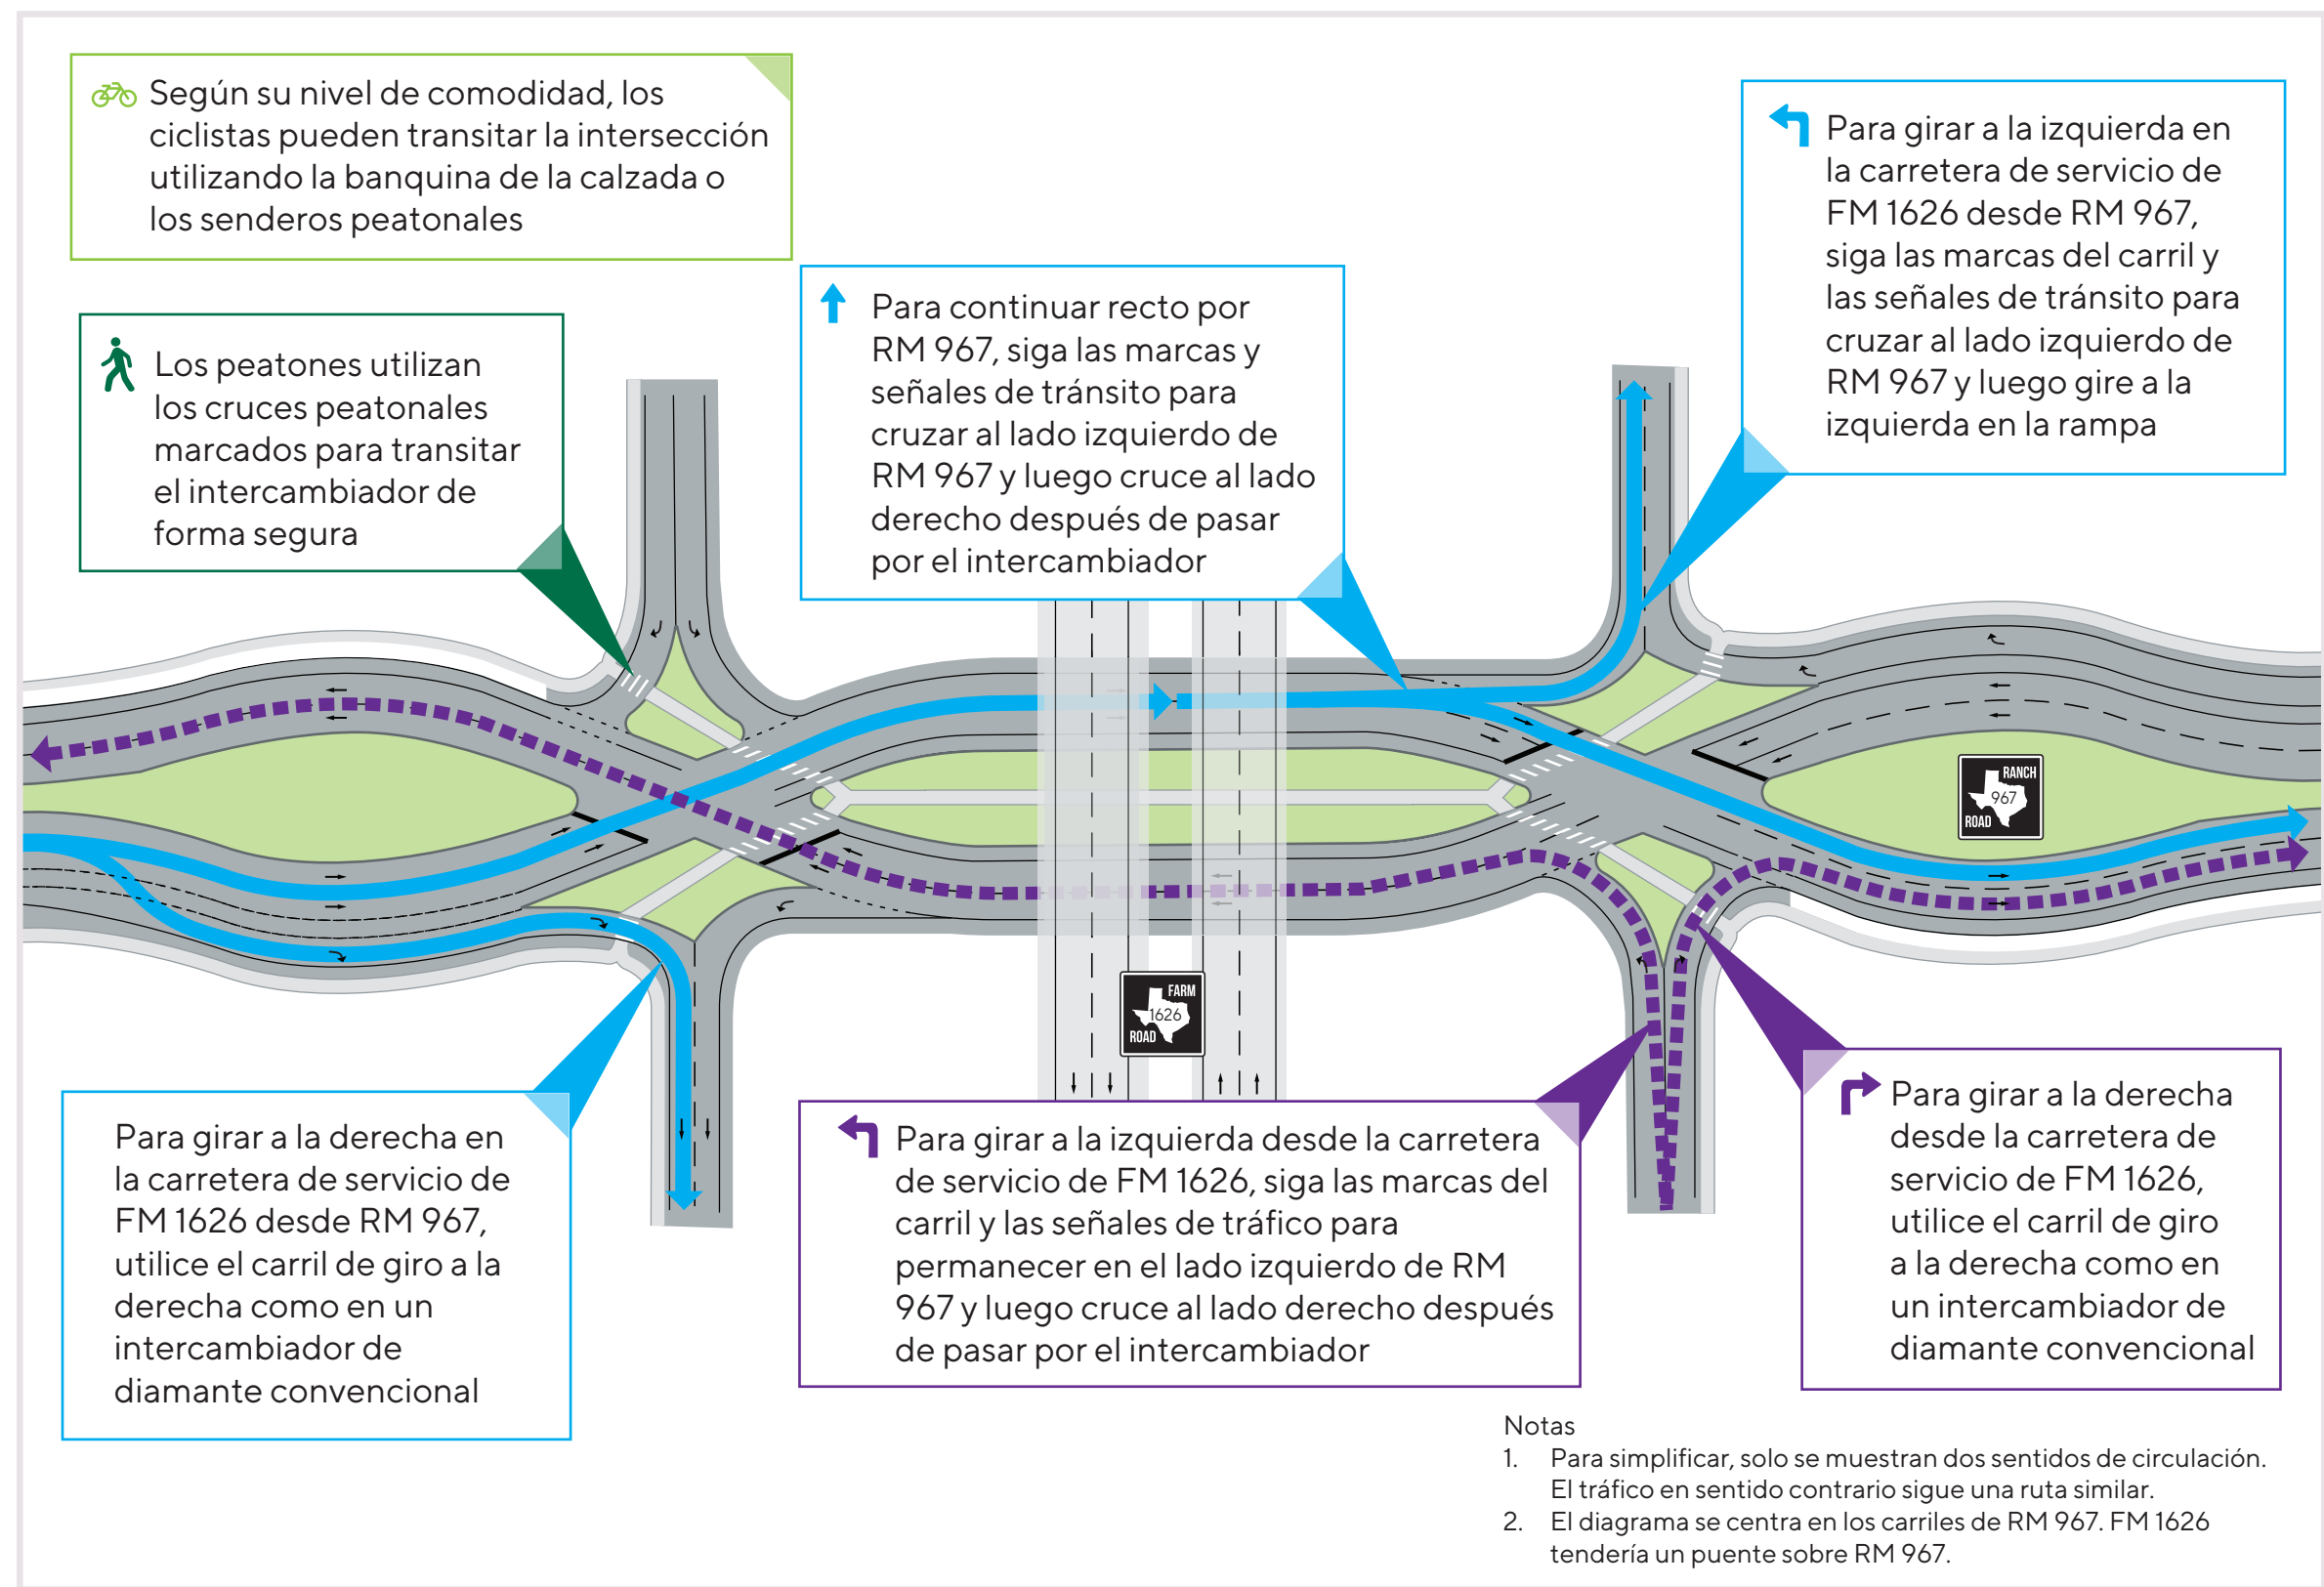 Según su nivel de comodidad, los
ciclistas pueden transitar la intersección
utilizando la banquina de la calzada o
los senderos peatonales
Los peatones utilizan
los cruces peatonales
marcados para transitar
el intercambiador de
forma segura
Para continuar recto por
RM 967, siga las marcas y
señales de tránsito para
cruzar al lado izquierdo de
RM 967 y luego cruce al lado
derecho después de pasar
por el intercambiador
Para girar a la izquierda en
la carretera de servicio de
FM 1626 desde RM 967,
siga las marcas del carril y
las señales de tránsito para
cruzar al lado izquierdo de
RM 967 y luego gire a la
izquierda en la rampa
RANCH
967
ROAD
FARM
1626
ROAD
Para girar a la derecha en
la carretera de servicio de
FM 1626 desde RM 967,
utilice el carril de giro a la
derecha como en un
intercambiador de
diamante convencional
Para girar a la izquierda desde la carretera
de servicio de FM 1626, siga las marcas del
carril y las señales de tráfico para
permanecer en el lado izquierdo de RM
967 y luego cruce al lado derecho después
de pasar por el intercambiador
Para girar a la derecha
desde la carretera de
servicio de FM 1626,
utilice el carril de giro
a la derecha como en
un intercambiador de
diamante convencional
Notas
1. Para simplificar, solo se muestran dos sentidos de circulación.
El tráfico en sentido contrario sigue una ruta similar.
2. El diagrama se centra en los carriles de RM 967. FM 1626
tendería un puente sobre RM 967.